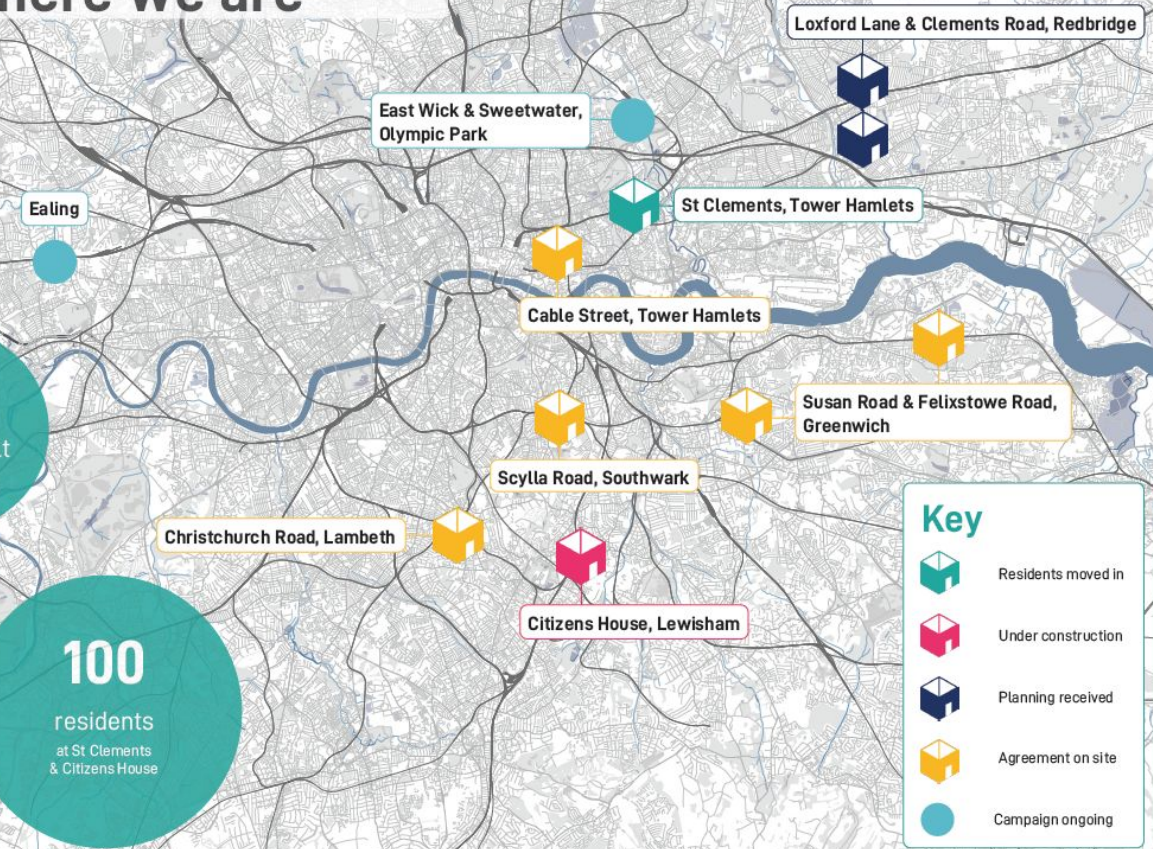 here we are
Loxford Lane & Clements Road, Redbridge
East Wick & Sweetwater,
Olympic Park
Ealing
St Clements, Tower Hamlets
Cable Street, Tower Hamlets
Susan Road & Felixstowe Road,
Greenwich
Scylla Road, Southwark
Christchurch Road, Lambeth
Citizens House, Lewisham
100
residents
at St Clements
& Citizens House
Key
Residents moved in
Under construction
Planning received
Agreement on site
Campaign ongoing